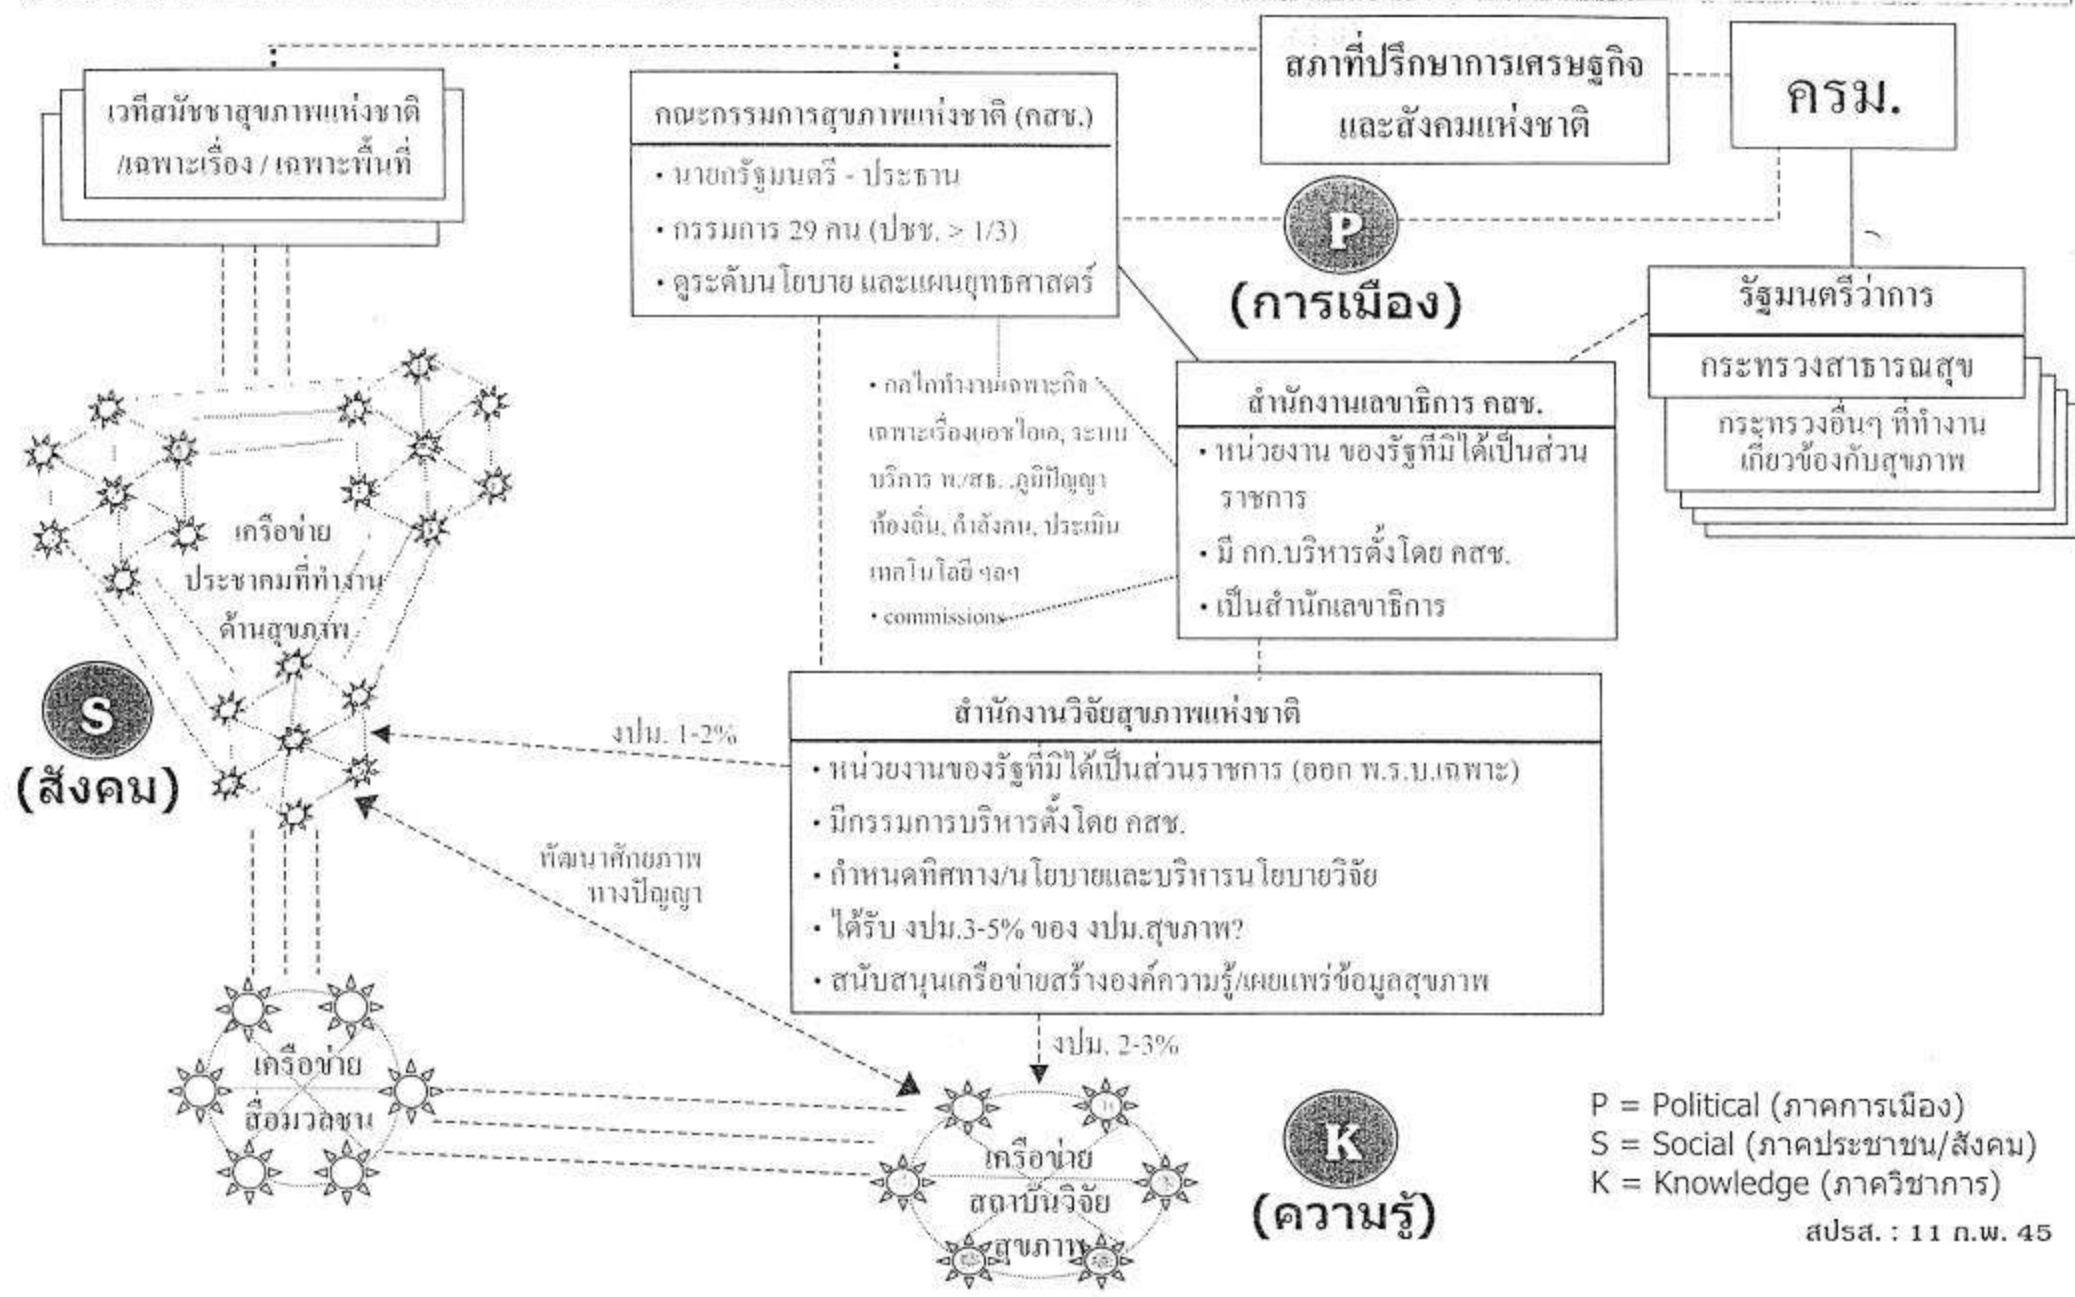 สภาที่ปรึกษาการเศรษฐกิจ
และสังคมแห่งชาติ
ครม.
เวทีสมัชชาสุขภาพแห่งชาติ
/เฉพาะเรื่อง / เฉพาะพื้นที่
คณะกรรมการสุขภาพแห่งชาติ (คสช.)
• นายกรัฐมนตรี - ประธาน
• กรรมการ 29 คน (ปชช. > 1/3)
• ดูระดับนโยบาย และแผนยุทธศาสตร์
P
(การเมือง)
รัฐมนตรีว่าการ
กระทรวงสาธารณสุข
กระทรวงอื่นๆ ที่ทำงาน
เกี่ยวข้องกับสุขภาพ
• กลไกทำงานเฉพาะกิจ
เฉพาะเรื่องเอชไอเอ, ระบบ
บริการ พ./สธ. ,ภูมิปัญญา
ท้องถิ่น, กำลังคน, ประเมิน
เทคโนโลยี ฯลฯ
• commissions
สำนักงานเลขาธิการ คสช.
• หน่วยงาน ของรัฐที่มิได้เป็นส่วน
ราชการ
• มี กก.บริหารตั้งโดย คสช.
• เป็นสำนักเลขาธิการ
เครือข่าย
ประชาคมที่ทำงาน
ด้านสุขภาพ
S
(สังคม)
งปม. 1-2%
พัฒนาศักยภาพ
ทางปัญญา
สำนักงานวิจัยสุขภาพแห่งชาติ
• หน่วยงานของรัฐที่มิได้เป็นส่วนราชการ (ออก พ.ร.บ.เฉพาะ)
• มีกรรมการบริหารตั้งโดย คสช.
• กำหนดทิศทาง/นโยบายและบริหารนโยบายวิจัย
• ได้รับ งปม.3-5% ของ งปม.สุขภาพ?
• สนับสนุนเครือข่ายสร้างองค์ความรู้/เผยแพร่ข้อมูลสุขภาพ
งปม. 2-3%
เครือข่าย
สื่อมวลชน
เครือข่าย
สถาบันวิจัย
สุขภาพ
K
(ความรู้)
P = Political (ภาคการเมือง)
S = Social (ภาคประชาชน/สังคม)
K = Knowledge (ภาควิชาการ)
สปรส. : 11 ก.พ. 45